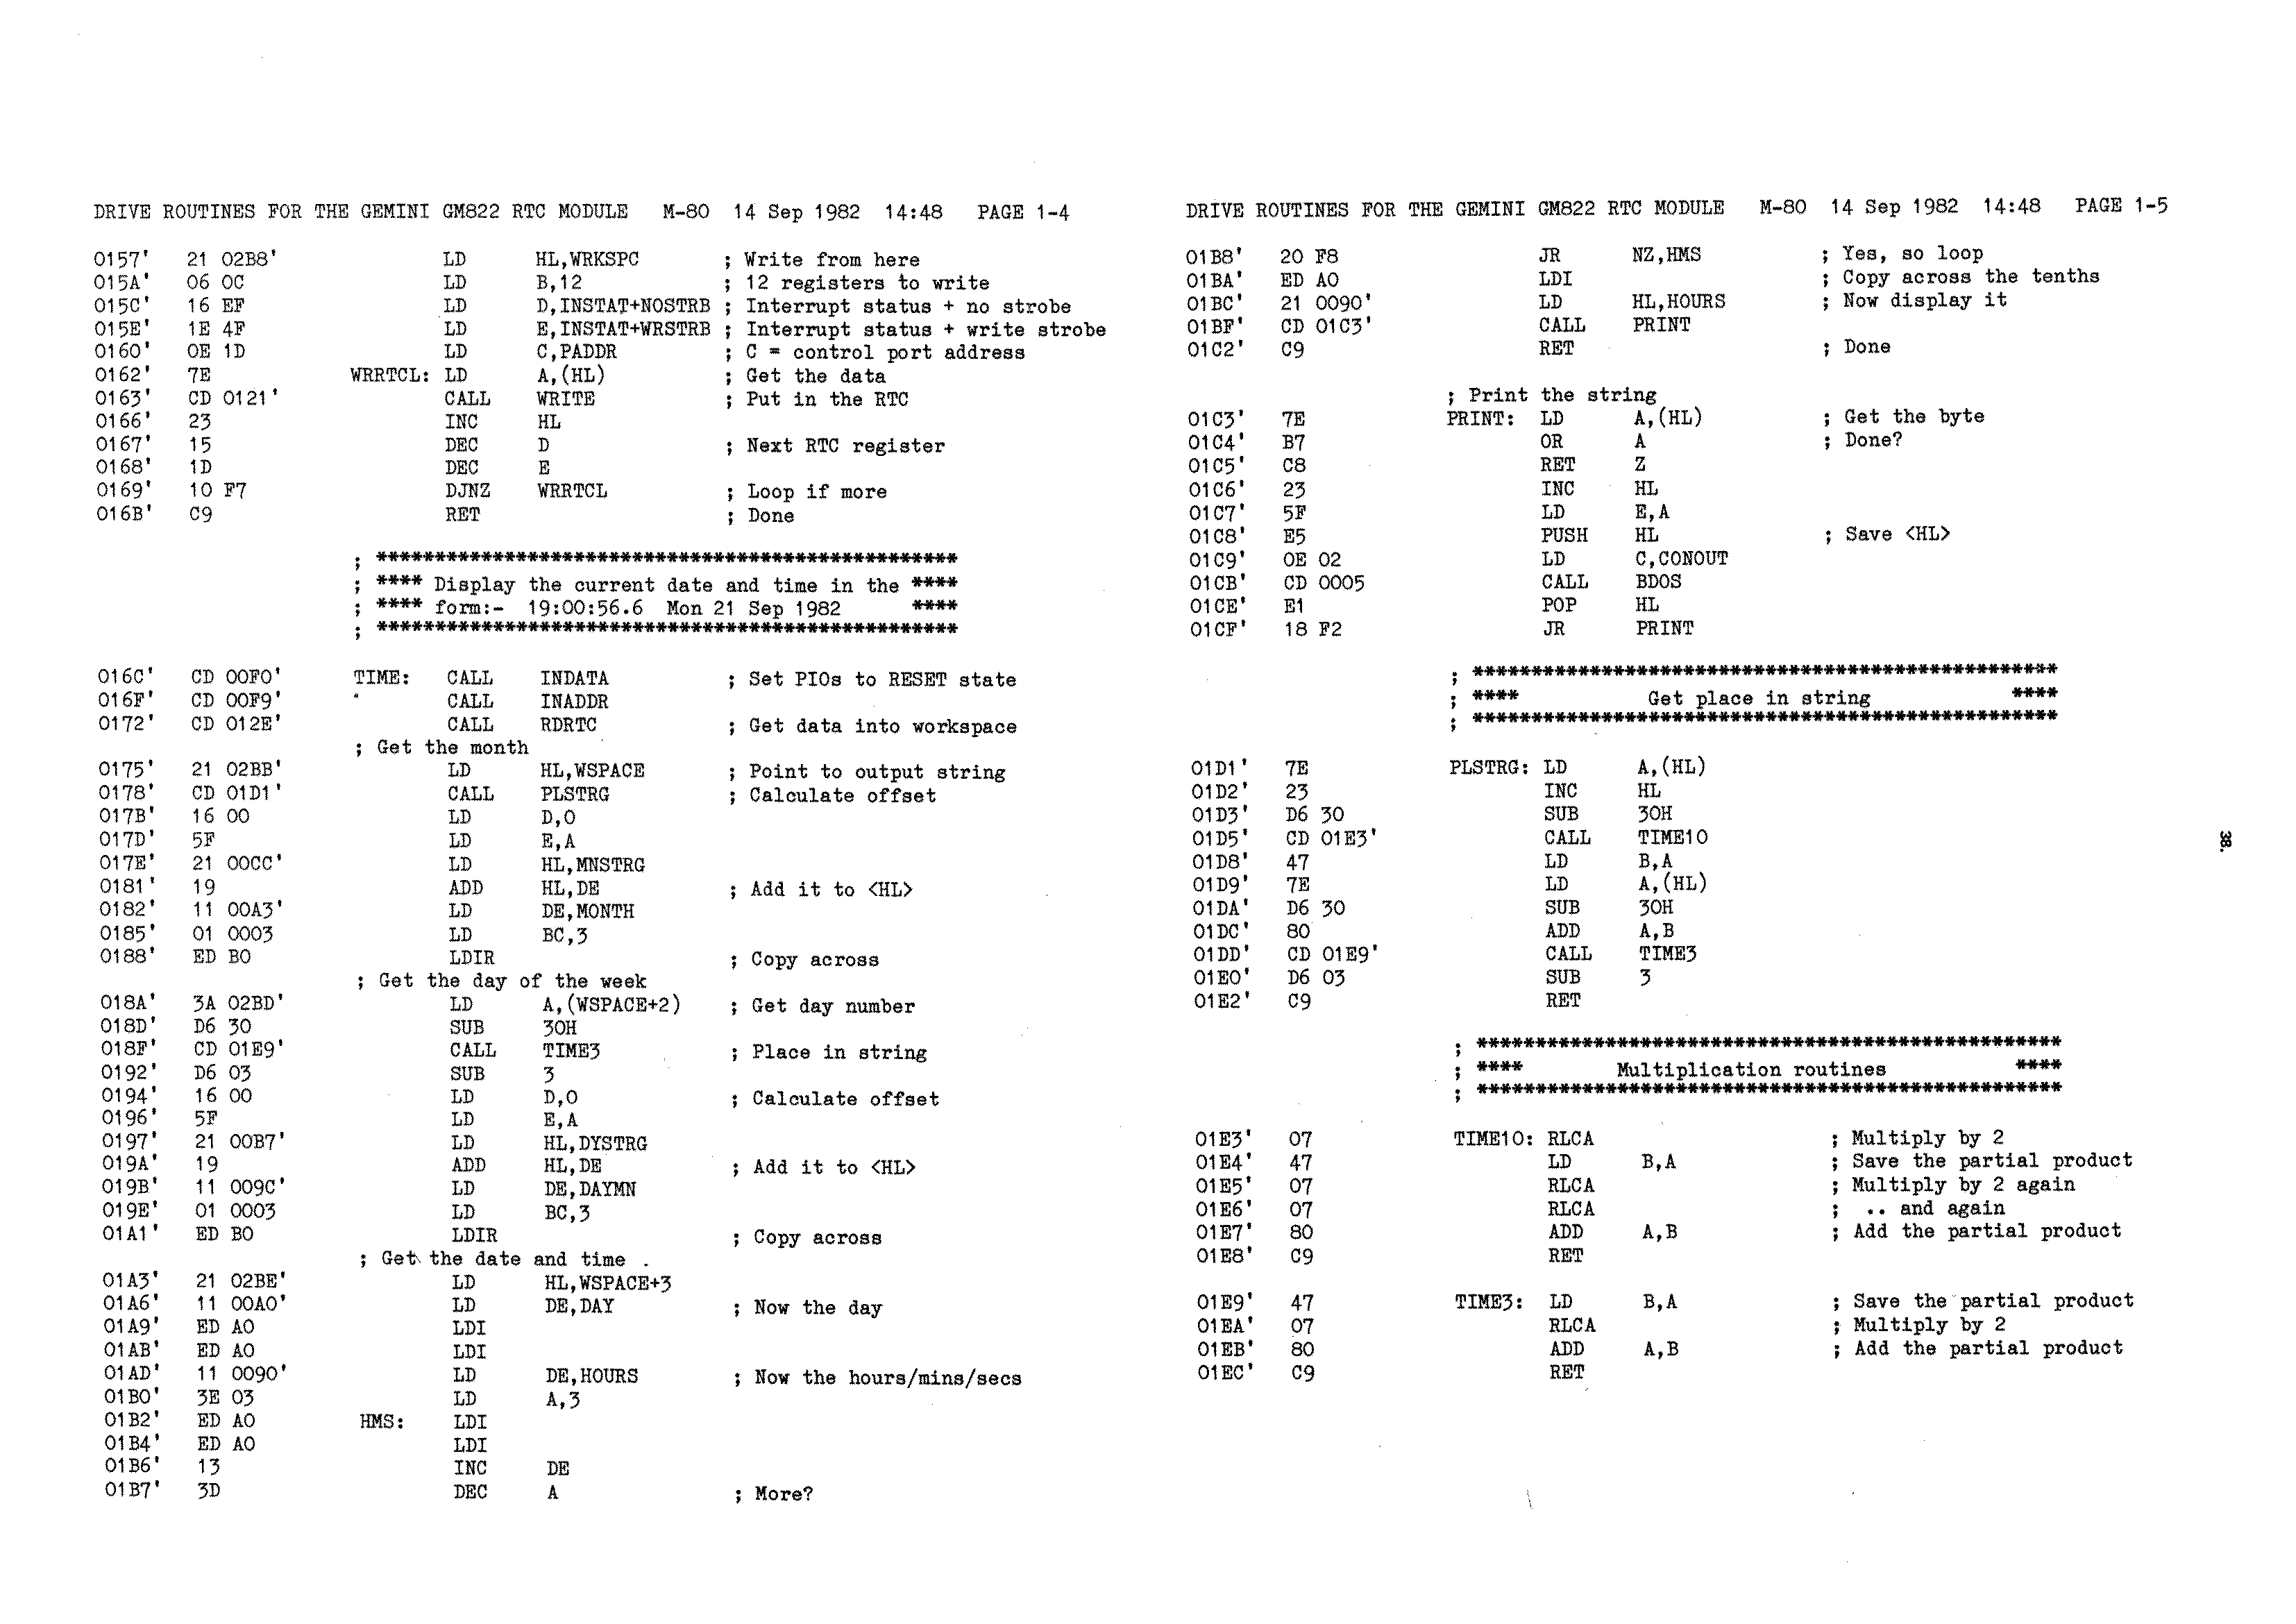 DRIVE ROUTINES FOR THE GEMINI GM822 RTC MODULE   M-80  14 Sep 1982  14:48   PAGE 1-4
0157'   21 02B8'   LD   HL,WRKSPC   ; Write from here
015A'   06 0C   LD   B,12   ; 12 registers to write
015C'   16 EF   LD   D,INSTAT+NOSTRB ; Interrupt status + no strobe
015E'   1E 4F   LD   E,INSTAT+WRSTRB ; Interrupt status + write strobe
0160'   0E 1D   LD   C,PADDR   ; C = control port address
0162'   7E   WRRTCL: LD   A,(HL)   ; Get the data
0163'   CD 0121'   CALL   WRITE   ; Put in the RTC
0166'   23   INC   HL
0167'   15   DEC   D   ; Next RTC register
0168'   1D   DEC   E
0169'   10 F7   DJNZ   WRRTCL   ; Loop if more
016B'   C9   RET   ; Done
; **************************************************
; **** Display the current date and time in the ****
; **** form:-  19:00:56.6  Mon 21 Sep 1982      ****
; **************************************************
016C'   CD 00F0'   TIME:   CALL   INDATA   ; Set PIOs to RESET state
016F'   CD 00F9'   CALL   INADDR
0172'   CD 012E'   CALL   RDRTC   ; Get data into workspace
; Get the month
0175'   21 02BB'   LD   HL,WSPACE   ; Point to output string
0178'   CD 01D1'   CALL   PLSTRG   ; Calculate offset
017B'   16 00   LD   D,0
017D'   5F   LD   E,A
017E'   21 00CC'   LD   HL,MNSTRG
0181'   19   ADD   HL,DE   ; Add it to <HL>
0182'   11 00A3'   LD   DE,MONTH
0185'   01 0003   LD   BC,3
0188'   ED B0   LDIR   ; Copy across
; Get the day of the week
018A'   3A 02BD'   LD   A,(WSPACE+2)   ; Get day number
018D'   D6 30   SUB   30H
018F'   CD 01E9'   CALL   TIME3   ; Place in string
0192'   D6 03   SUB   3
0194'   16 00   LD   D,0   ; Calculate offset
0196'   5F   LD   E,A
0197'   21 00B7'   LD   HL,DYSTRG
019A'   19   ADD   HL,DE   ; Add it to <HL>
019B'   11 009C'   LD   DE,DAYMN
019E'   01 0003   LD   BC,3
01A1'   ED B0   LDIR   ; Copy across
; Get the date and time .
01A3'   21 02BE'   LD   HL,WSPACE+3
01A6'   11 00A0'   LD   DE,DAY   ; Now the day
01A9'   ED A0   LDI
01AB'   ED A0   LDI
01AD'   11 0090'   LD   DE,HOURS   ; Now the hours/mins/secs
01B0'   3E 03   LD   A,3
01B2'   ED A0   HMS:   LDI
01B4'   ED A0   LDI
01B6'   13   INC   DE
01B7'   3D   DEC   A   ; More?
DRIVE ROUTINES FOR THE GEMINI GM822 RTC MODULE   M-80  14 Sep 1982  14:48   PAGE 1-5
01B8'   20 F8   JR   NZ,HMS   ; Yes, so loop
01BA'   ED A0   LDI   ; Copy across the tenths
01BC'   21 0090'   LD   HL,HOURS   ; Now display it
01BF'   CD 01C3'   CALL   PRINT
01C2'   C9   RET   ; Done
; Print the string
01C3'   7E   PRINT:  LD   A,(HL)   ; Get the byte
01C4'   B7   OR   A   ; Done?
01C5'   C8   RET   Z
01C6'   23   INC   HL
01C7'   5F   LD   E,A
01C8'   E5   PUSH   HL   ; Save <HL>
01C9'   0E 02   LD   C,CONOUT
01CB'   CD 0005   CALL   BDOS
01CE'   E1   POP   HL
01CF'   18 F2   JR   PRINT
; **************************************************
; ****           Get place in string            ****
; **************************************************
01D1'   7E   PLSTRG: LD   A,(HL)
01D2'   23   INC   HL
01D3'   D6 30   SUB   30H
01D5'   CD 01E3'   CALL   TIME10
01D8'   47   LD   B,A
01D9'   7E   LD   A,(HL)
01DA'   D6 30   SUB   30H
01DC'   80   ADD   A,B
01DD'   CD 01E9'   CALL   TIME3
01E0'   D6 03   SUB   3
01E2'   C9   RET
; **************************************************
; ****        Multiplication routines           ****
; **************************************************
01E3'   07   TIME10: RLCA   ; Multiply by 2
01E4'   47   LD   B,A   ; Save the partial product
01E5'   07   RLCA   ; Multiply by 2 again
01E6'   07   RLCA   ;  .. and again
01E7'   80   ADD   A,B   ; Add the partial product
01E8'   C9   RET
01E9'   47   TIME3:  LD   B,A   ; Save the partial product
01EA'   07   RLCA   ; Multiply by 2
01EB'   80   ADD   A,B   ; Add the partial product
01EC'   C9   RET
38.